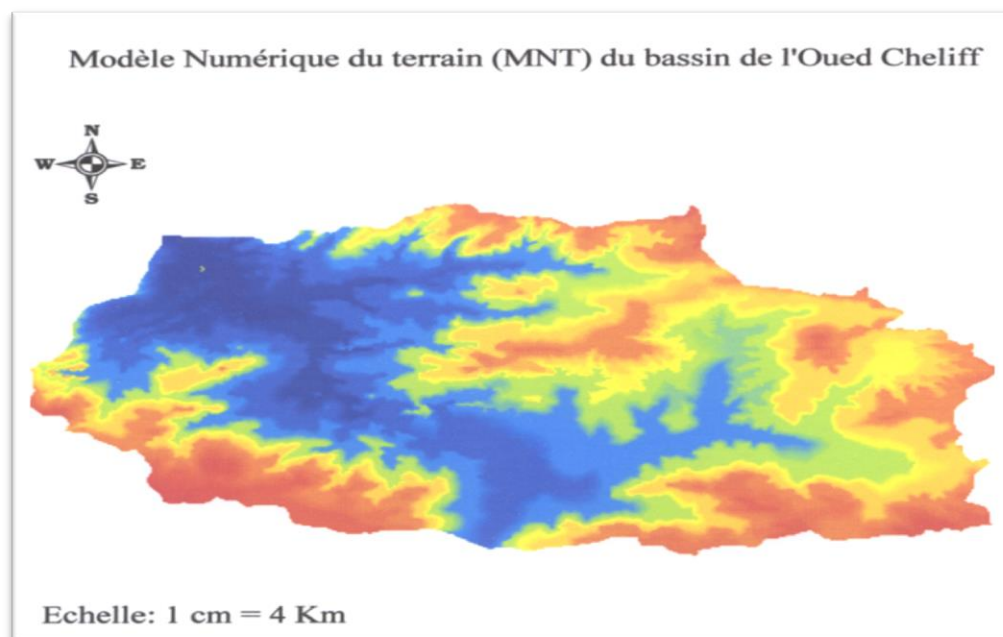 Modèle Numérique du terrain (MNT) du bassin de l'Oued Cheliff
N
W E
S
Echelle: 1 cm = 4 Km